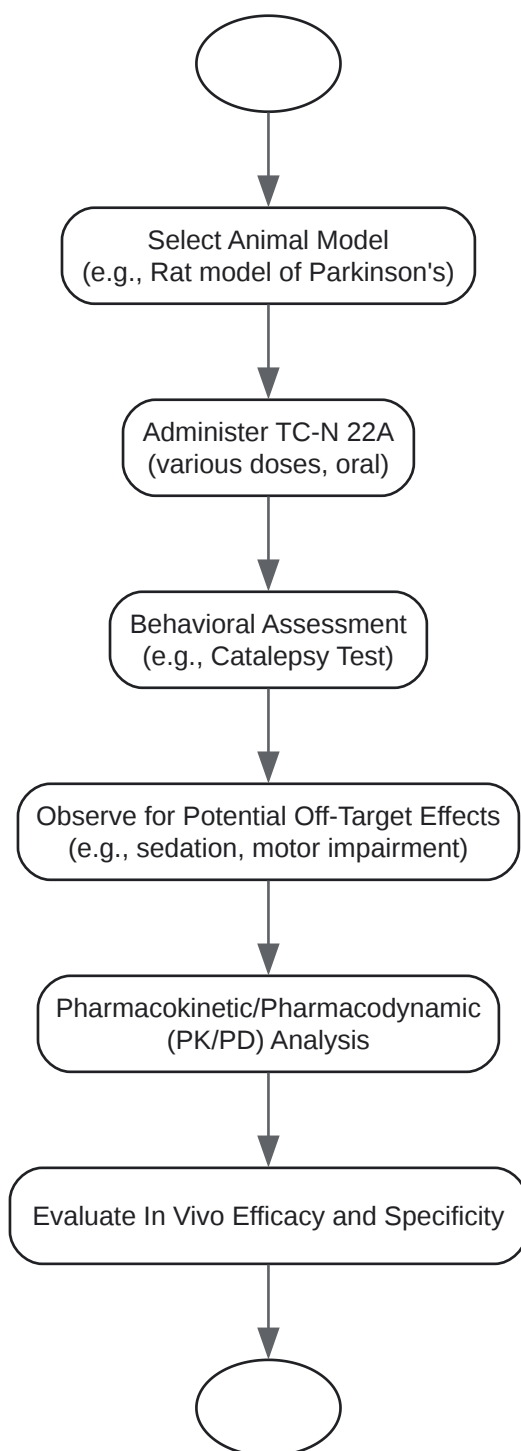 Select Animal Model
(e.g., Rat model of Parkinson's)
Administer TC-N 22A
(various doses, oral)
Behavioral Assessment
(e.g., Catalepsy Test)
Observe for Potential Off-Target Effects
(e.g., sedation, motor impairment)
Pharmacokinetic/Pharmacodynamic
(PK/PD) Analysis
Evaluate In Vivo Efficacy and Specificity